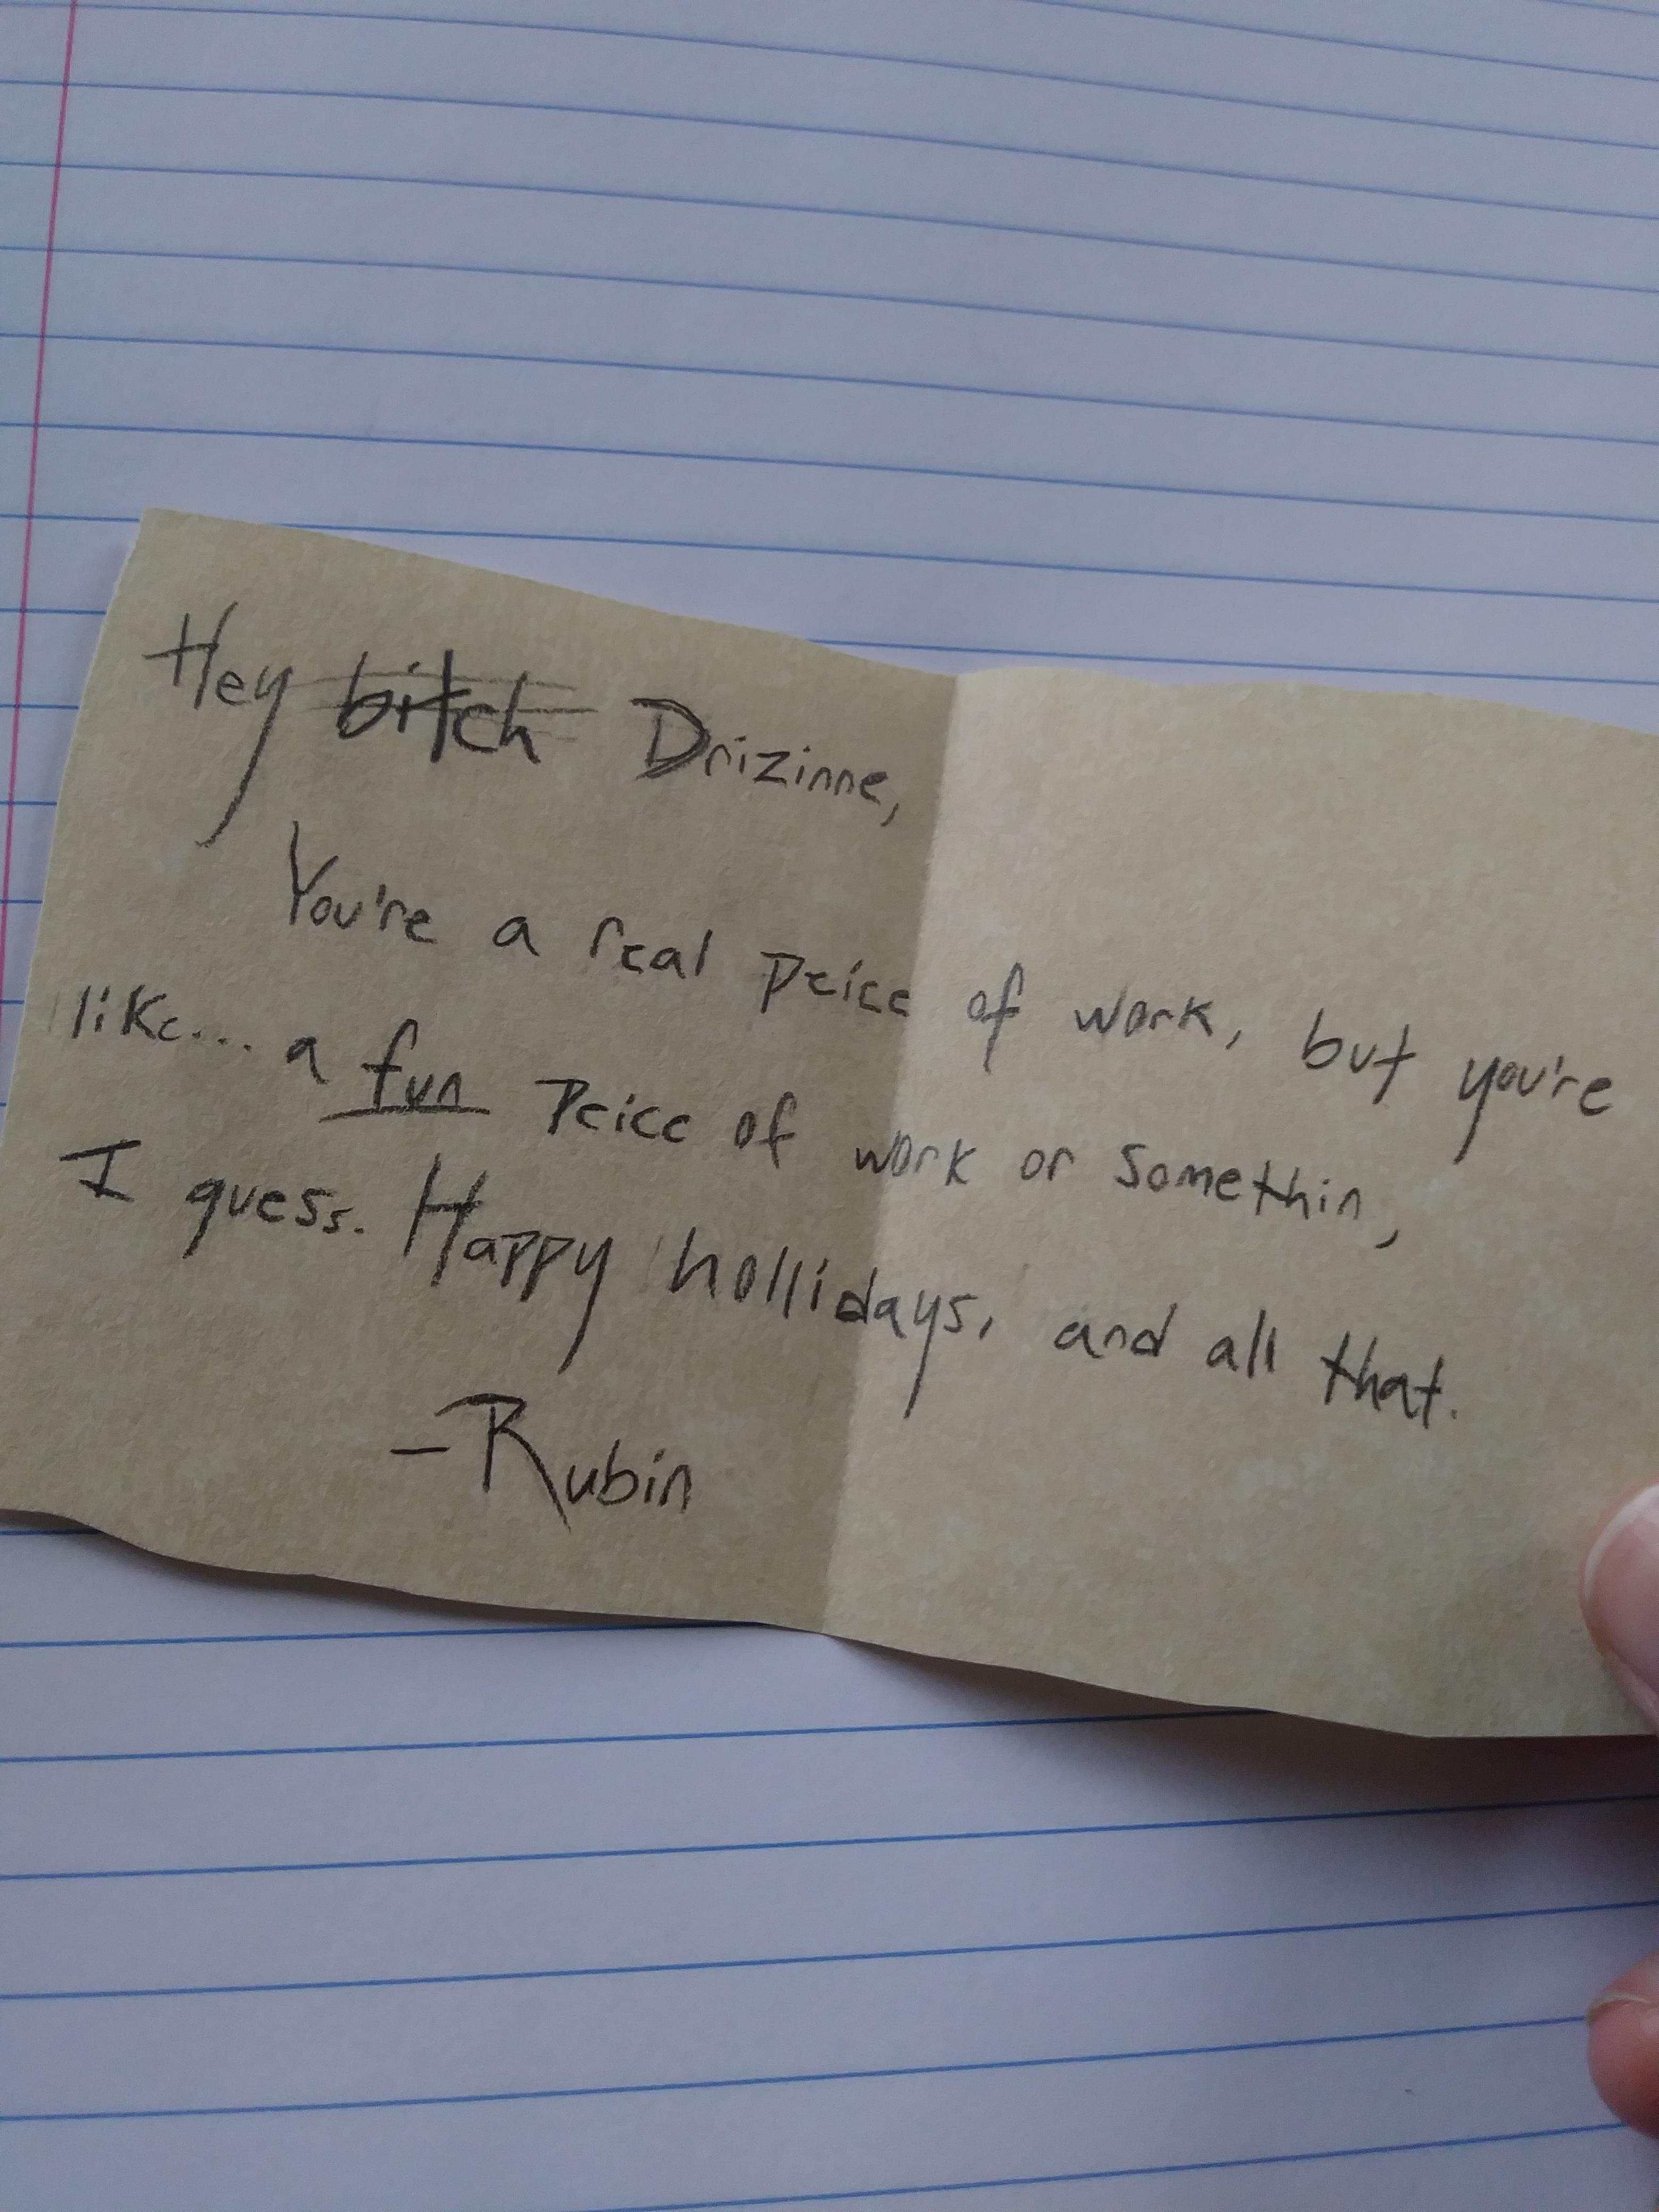 Hey bitch Drizinne,
You're a real peice of work, but you're
like... a fun peice of work or somethin,
I guess. Happy hollidays, and all that.
-Rubin